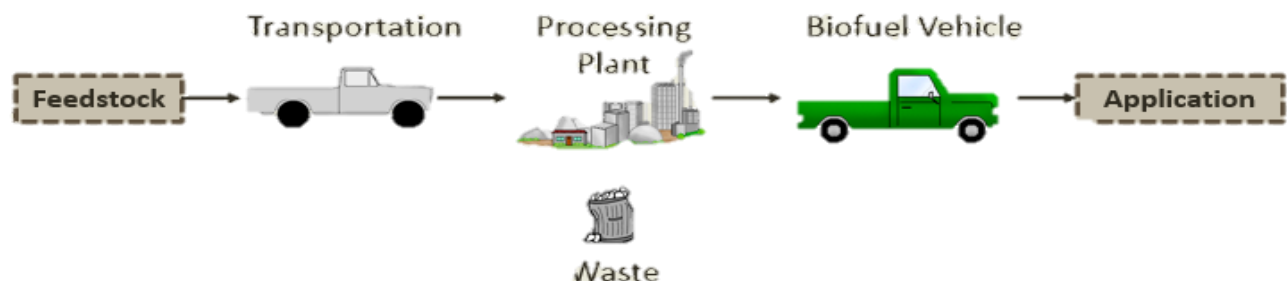 Transportation
Processing
Plant
Biofuel Vehicle
Feedstock
Application
Waste